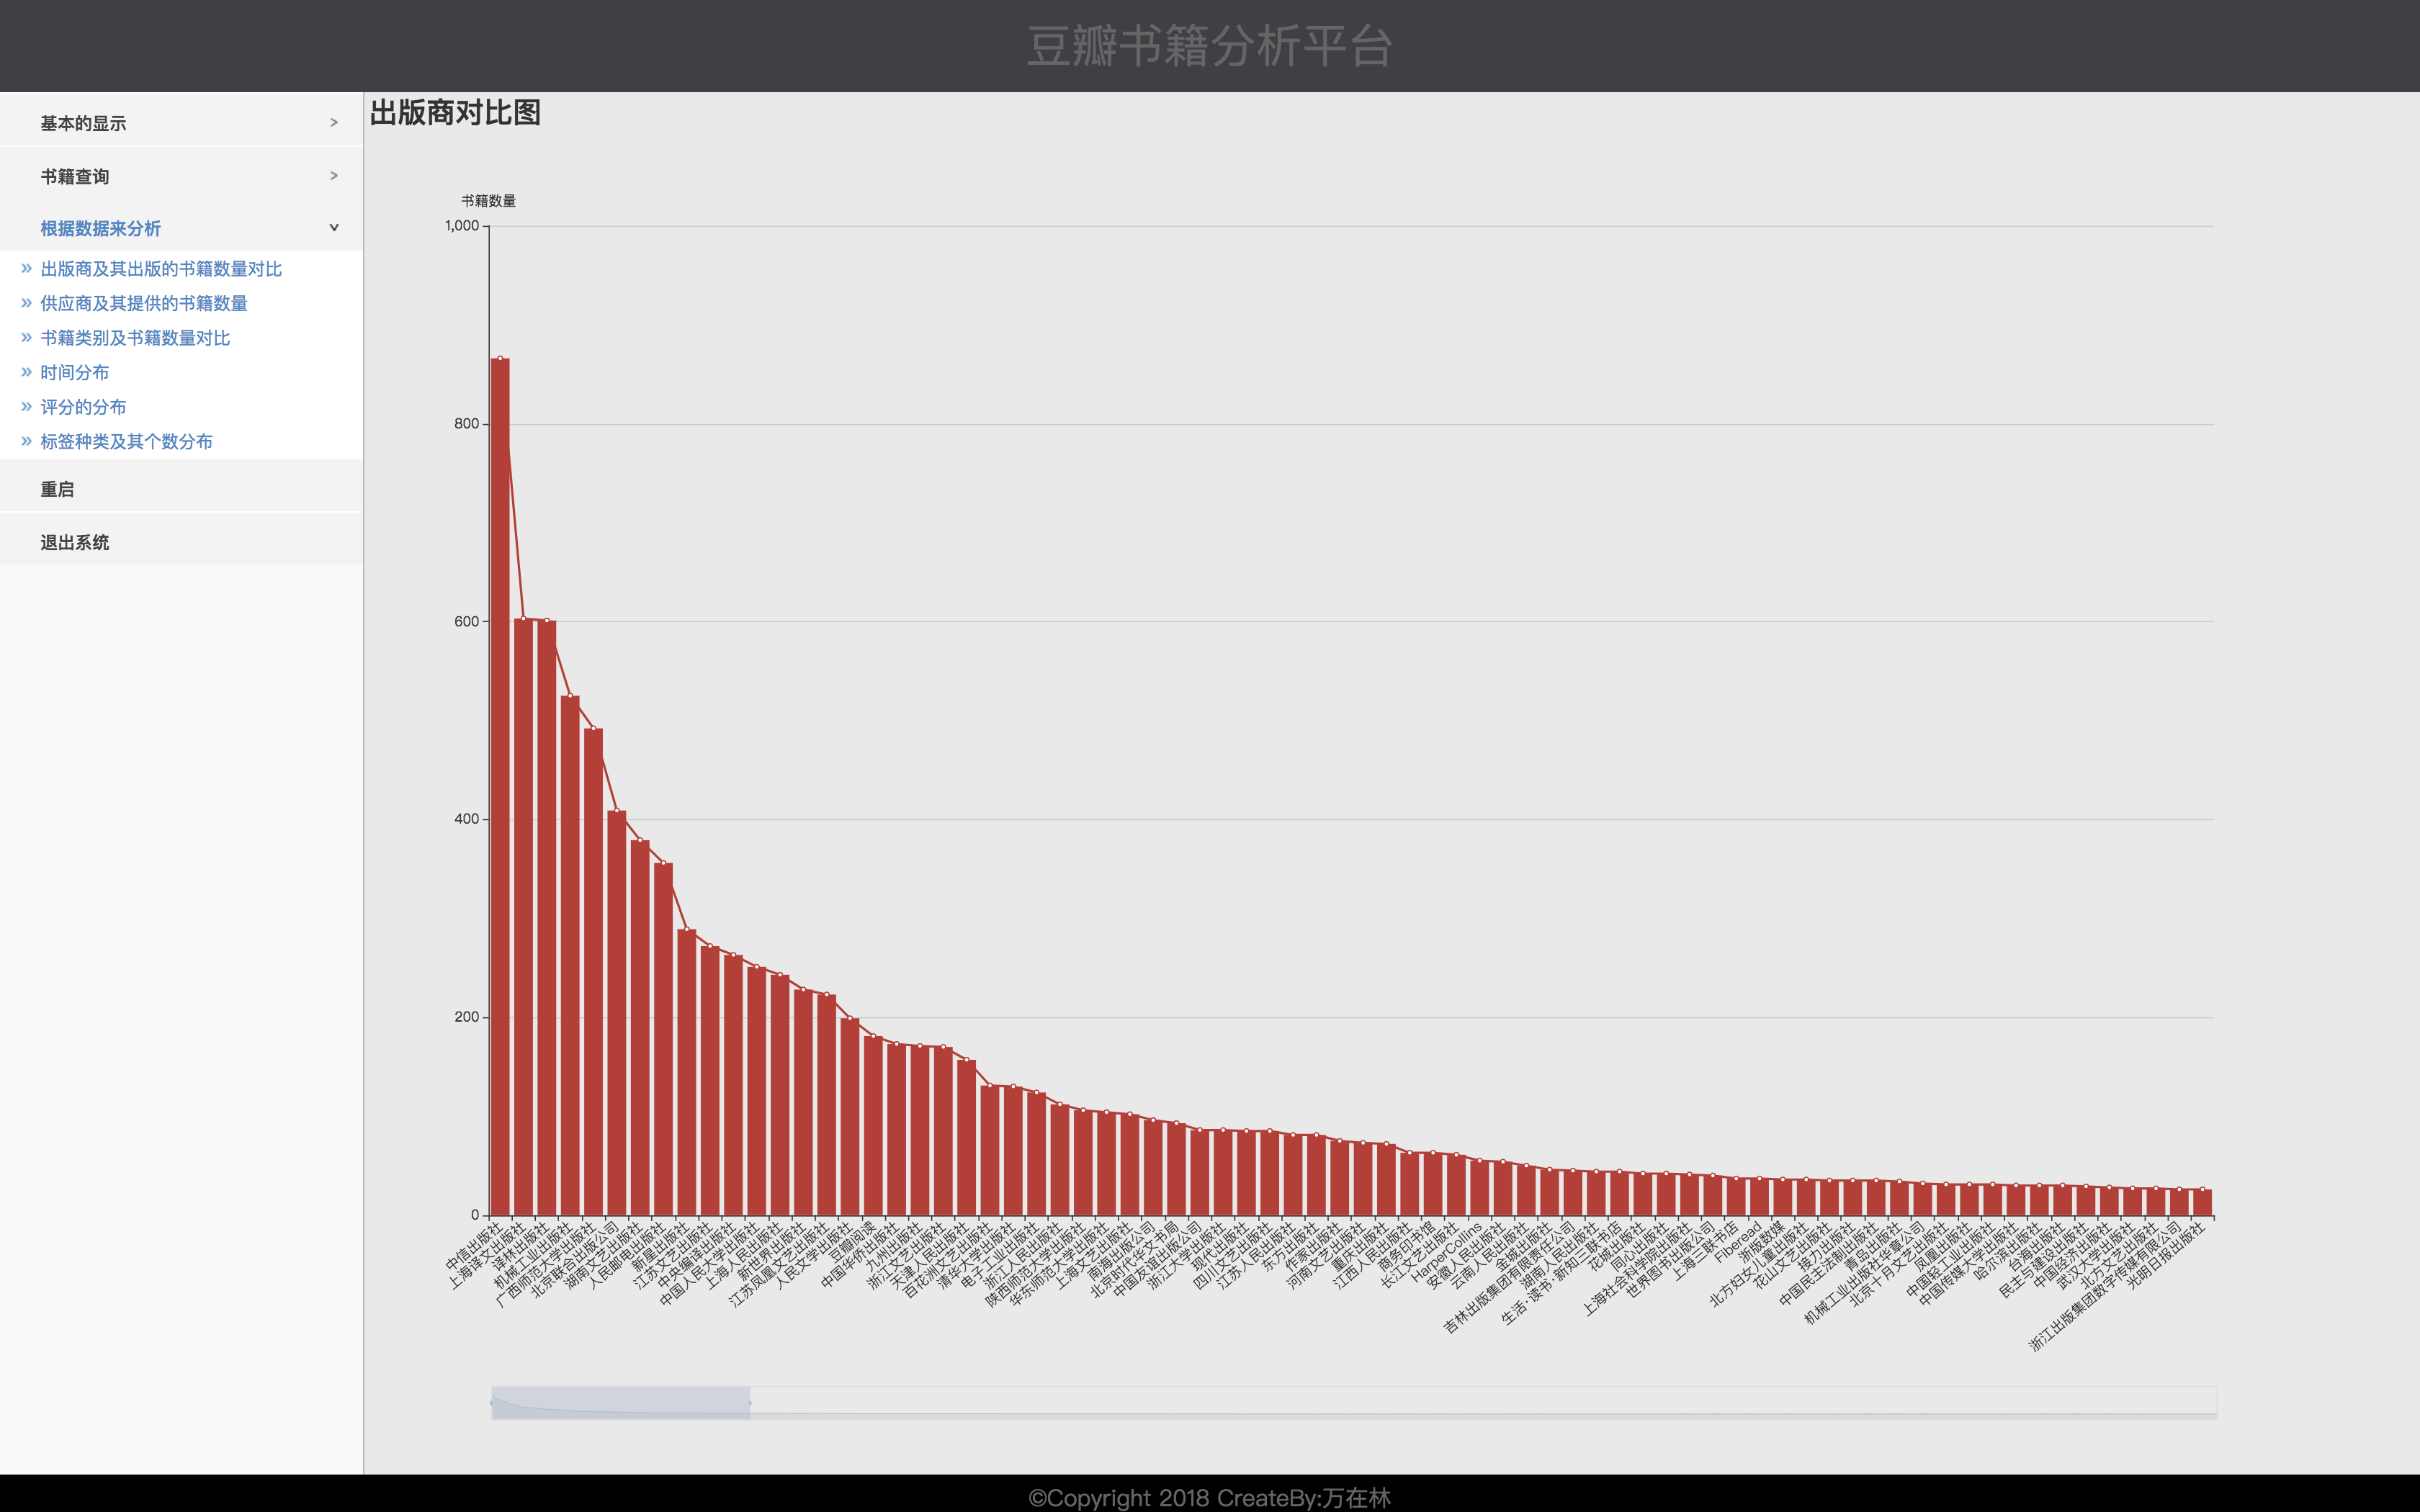 豆瓣书籍分析平台
基本的显示 >
书籍查询 >
根据数据来分析
» 出版商及其出版的书籍数量对比
» 供应商及其提供的书籍数量
» 书籍类别及书籍数量对比
» 时间分布
» 评分的分布
» 标签种类及其个数分布
重启
退出系统
出版商对比图
书籍数量
1,000
800
600
400
200
0
中信出版社
上海译文出版社
译林出版社
机械工业出版社
广西师范大学出版社
北京联合出版公司
湖南文艺出版社
人民邮电出版社
新星出版社
江苏文艺出版社
中央编译出版社
中国人民大学出版社
上海人民出版社
新世界出版社
江苏凤凰文艺出版社
人民文学出版社
豆瓣阅读
中国华侨出版社
九州出版社
浙江文艺出版社
天津人民出版社
百花洲文艺出版社
清华大学出版社
电子工业出版社
浙江人民出版社
陕西师范大学出版社
华东师范大学出版社
上海文艺出版社
南海出版公司
北京时代华文书局
中国友谊出版公司
浙江大学出版社
现代出版社
四川文艺出版社
江苏人民出版社
东方出版社
作家出版社
河南文艺出版社
重庆出版社
江西人民出版社
商务印书馆
长江文艺出版社
HarperCollins
安徽人民出版社
云南人民出版社
金城出版社
吉林出版集团有限责任公司
湖南人民出版社
生活·读书·新知三联书店
花城出版社
同心出版社
上海社会科学院出版社
世界图书出版公司
上海三联书店
Fiberead
浙版数媒
北方妇女儿童出版社
花山文艺出版社
接力出版社
中国民主法制出版社
青岛出版社
机械工业出版社华章公司
北京十月文艺出版社
凤凰出版社
中国轻工业出版社
中国传媒大学出版社
哈尔滨出版社
台海出版社
民主与建设出版社
中国经济出版社
武汉大学出版社
北方文艺出版社
浙江出版集团数字传媒有限公司
光明日报出版社
©Copyright 2018 CreateBy:万在林